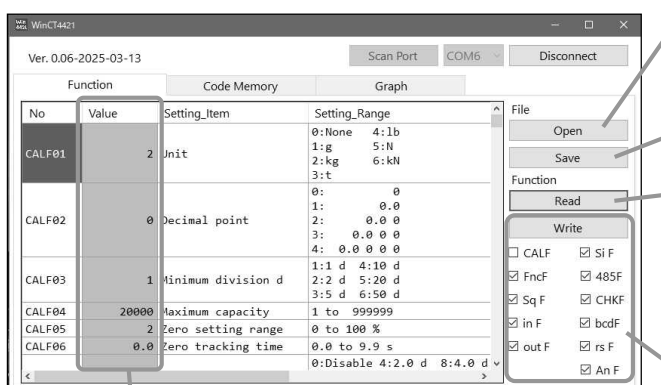 WinCT4421
Ver. 0.06-2025-03-13 Scan Port COM6 Disconnect
Function Code Memory Graph
No Value Setting_Item Setting_Range
CALF01 2 Unit
0:None 4:lb
1:g 5:N
2:kg 6:kN
3:t
CALF02 0 Decimal point
0: 0
1: 0.0
2: 0.0 0
3: 0.0 0 0
4: 0.0 0 0 0
CALF03 1 Minimum division d
1:1 d 4:10 d
2:2 d 5:20 d
3:5 d 6:50 d
CALF04 20000 Maximum capacity 1 to 999999
CALF05 2 Zero setting range 0 to 100 %
CALF06 0.0 Zero tracking time 0.0 to 9.9 s
0:Disable 4:2.0 d 8:4.0 d
File
Open
Save
Function
Read
Write
CALF Si F
FncF 485F
Sq F CHKF
in F bcdF
out F rs F
An F